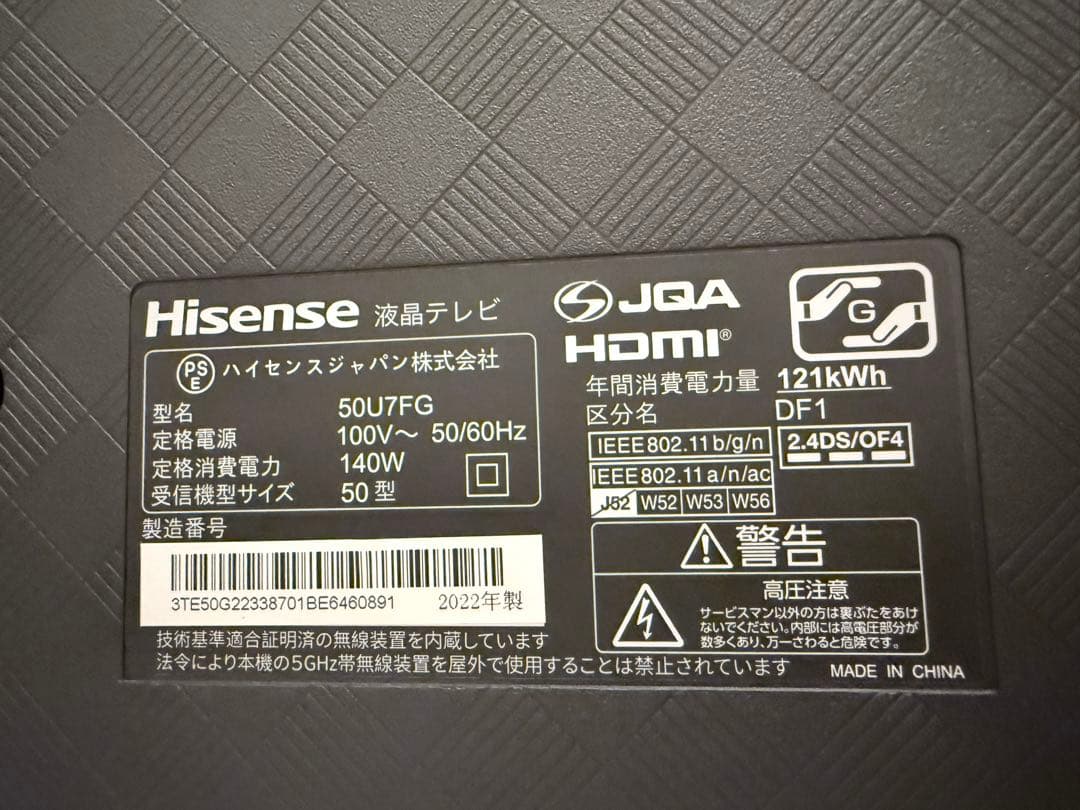 Hisense 液晶テレビ
PS
E
ハイセンスジャパン株式会社
型名 50U7FG
定格電源 100V～ 50/60Hz
定格消費電力 140W
受信機型サイズ 50型
製造番号
3TE50G22338701BE6460891 2022年製
技術基準適合証明済の無線装置を内蔵しています
法令により本機の5GHz帯無線装置を屋外で使用することは禁止されています
JQA
HDMI®
G
年間消費電力量 121kWh
区分名 DF1
IEEE802.11b/g/n
2.4DS/OF4
IEEE802.11a/n/ac
J52 W52 W53 W56
警告
高圧注意
サービスマン以外の方は裏ぶたをあけ
ないでください。内部には高電圧部分が
数多くあり、万一さわると危険です。
MADE IN CHINA